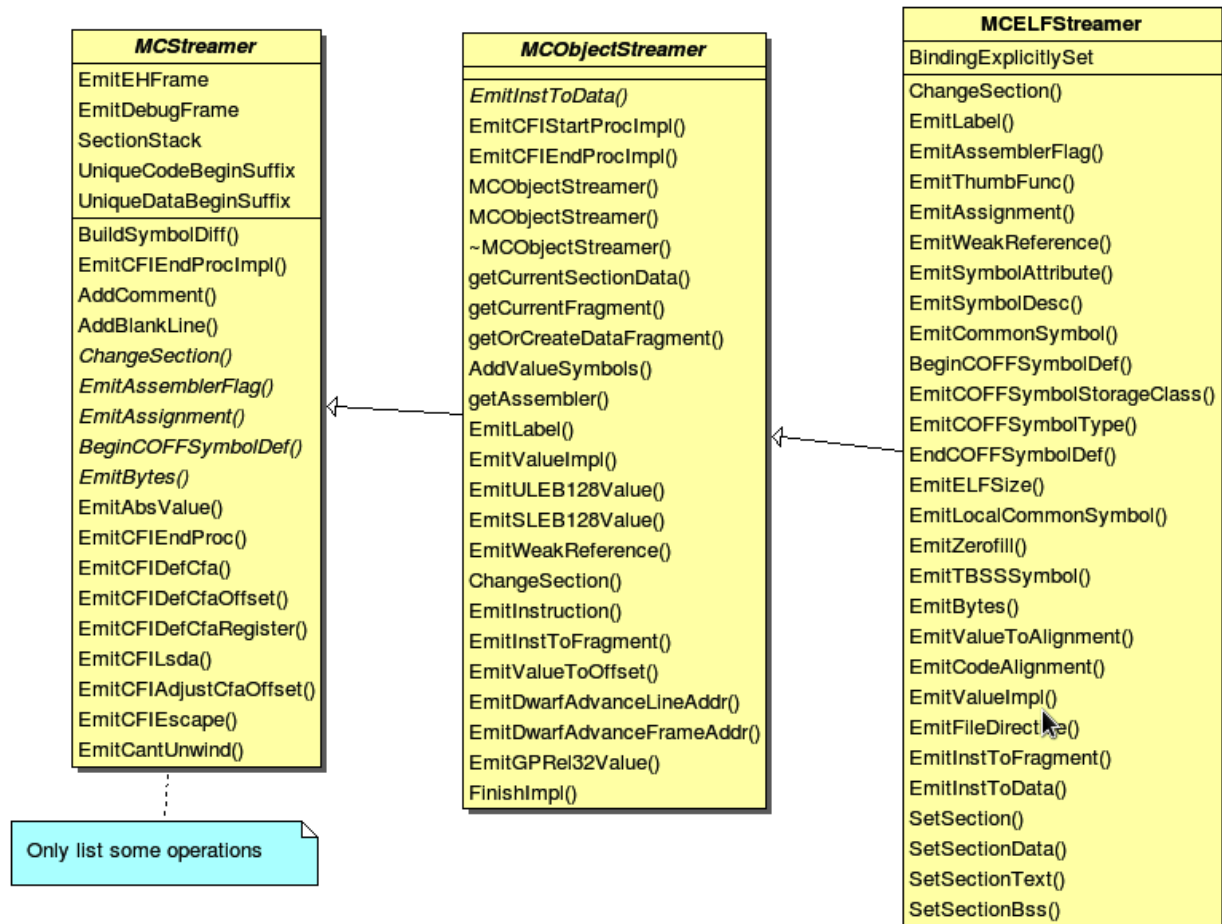 MCStreamer
EmitEHFrame
EmitDebugFrame
SectionStack
UniqueCodeBeginSuffix
UniqueDataBeginSuffix
BuildSymbolDiff()
EmitCFIEndProcImpl()
AddComment()
AddBlankLine()
ChangeSection()
EmitAssemblerFlag()
EmitAssignment()
BeginCOFFSymbolDef()
EmitBytes()
EmitAbsValue()
EmitCFIEndProc()
EmitCFIDefCfa()
EmitCFIDefCfaOffset()
EmitCFIDefCfaRegister()
EmitCFILsda()
EmitCFIAdjustCfaOffset()
EmitCFIEscape()
EmitCantUnwind()
Only list some operations
MCObjectStreamer
EmitInstToData()
EmitCFIStartProcImpl()
EmitCFIEndProcImpl()
MCObjectStreamer()
MCObjectStreamer()
~MCObjectStreamer()
getCurrentSectionData()
getCurrentFragment()
getOrCreateDataFragment()
AddValueSymbols()
getAssembler()
EmitLabel()
EmitValueImpl()
EmitULEB128Value()
EmitSLEB128Value()
EmitWeakReference()
ChangeSection()
EmitInstruction()
EmitInstToFragment()
EmitValueToOffset()
EmitDwarfAdvanceLineAddr()
EmitDwarfAdvanceFrameAddr()
EmitGPRel32Value()
FinishImpl()
MCELFStreamer
BindingExplicitlySet
ChangeSection()
EmitLabel()
EmitAssemblerFlag()
EmitThumbFunc()
EmitAssignment()
EmitWeakReference()
EmitSymbolAttribute()
EmitSymbolDesc()
EmitCommonSymbol()
BeginCOFFSymbolDef()
EmitCOFFSymbolStorageClass()
EmitCOFFSymbolType()
EndCOFFSymbolDef()
EmitELFSize()
EmitLocalCommonSymbol()
EmitZerofill()
EmitTBSSSymbol()
EmitBytes()
EmitValueToAlignment()
EmitCodeAlignment()
EmitValueImpl()
EmitFileDirective()
EmitInstToFragment()
EmitInstToData()
SetSection()
SetSectionData()
SetSectionText()
SetSectionBss()